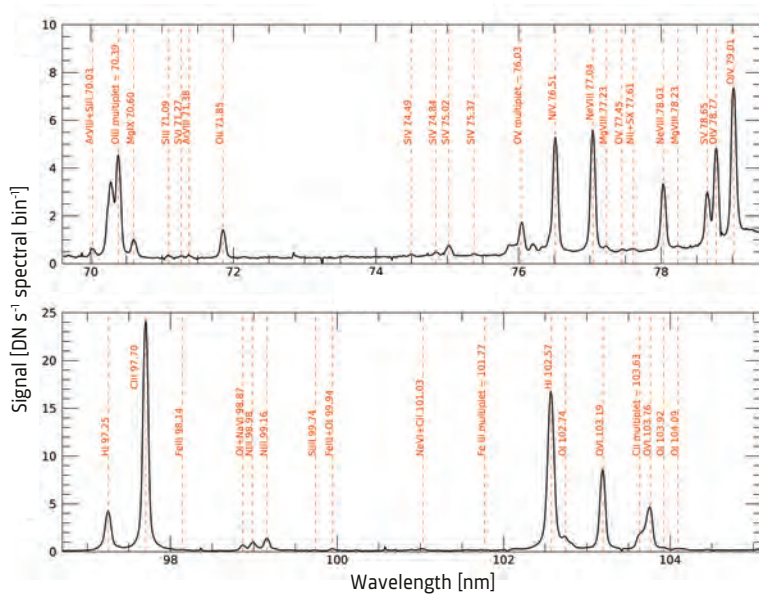 10
8
6
4
2
0
ArVIII+SiII 70.03
OIII multiplet ~ 70.39
MgIX 70.60
SIII 71.09
SVI 71.27
ArVIII 71.38
OII 71.85
SIV 74.49
SIV 74.84
SIV 75.02
SIV 75.37
OV multiplet ~ 76.03
NIV 76.51
NeVIII 77.04
MgVIII 77.23
OV 77.45
NII+SX 77.61
NeVIII 78.03
MgVIII 78.23
SV 78.65
OIV 78.77
OIV 79.01
70
72
74
76
78
Signal [DN s⁻¹ spectral bin⁻¹]
25
20
15
10
5
0
HI 97.25
CIII 97.70
FeIII 98.14
OI+NaVI 98.87
NIII 98.98
NIII 99.16
SiIII 99.74
FeIII+OI 99.94
NeVI+CII 101.03
Fe III multiplet ~ 101.77
HI 102.57
OI 102.74
OVI 103.19
CII multiplet ~ 103.63
OVI 103.76
OI 103.92
OI 104.09
98
100
102
104
Wavelength [nm]